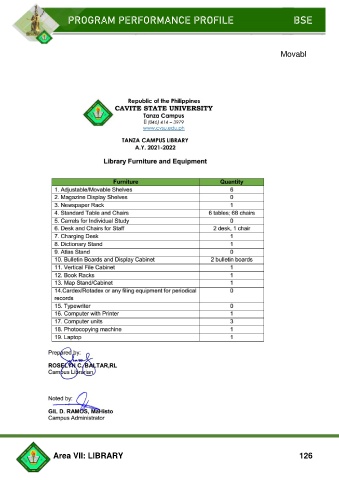 PROGRAM PERFORMANCE PROFILE BSE
Movabl
Republic of the Philippines
CAVITE STATE UNIVERSITY
Tanza Campus
(046) 414 – 3979
www.cvsu.edu.ph
TANZA CAMPUS LIBRARY
A.Y. 2021-2022
Library Furniture and Equipment
Furniture Quantity
1. Adjustable/Movable Shelves 6
2. Magazine Display Shelves 0
3. Newspaper Rack 1
4. Standard Table and Chairs 8 tables; 68 chairs
5. Carrels for Individual Study 0
6. Desk and Chairs for Staff 2 desk, 1 chair
7. Charging Desk 1
8. Dictionary Stand 1
9. Atlas Stand 0
10. Bulletin Boards and Display Cabinet 2 bulletin boards
11. Vertical File Cabinet 1
12. Book Racks 1
13. Map Stand/Cabinet 1
14.Cardex/Rotadex or any filing equipment for periodical 0
records
15. Typewriter 0
16. Computer with Printer 1
17. Computer units 3
18. Photocopying machine 1
19. Laptop 1
Prepared by:
ROSELYN C. BALTAR,RL
Campus Librarian
Noted by:
GIL D. RAMOS, MAHisto
Campus Administrator
Area VII: LIBRARY 126